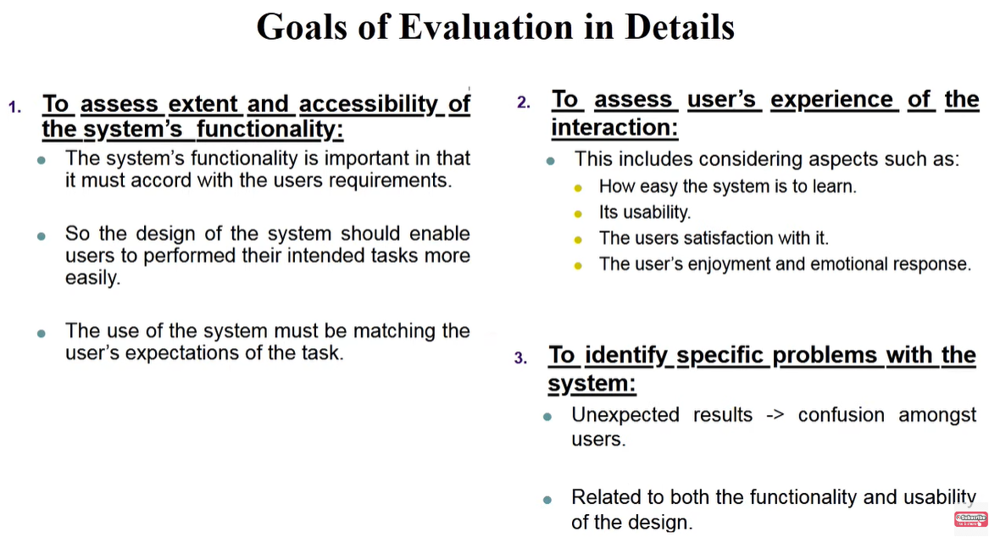 Goals of Evaluation in Details
1. To assess extent and accessibility of
the system's functionality:
• The system's functionality is important in that
it must accord with the users requirements.
• So the design of the system should enable
users to performed their intended tasks more
easily.
• The use of the system must be matching the
user's expectations of the task.
2. To assess user's experience of the
interaction:
• This includes considering aspects such as:
• How easy the system is to learn.
• Its usability.
• The users satisfaction with it.
• The user's enjoyment and emotional response.
3. To identify specific problems with the
system:
• Unexpected results -> confusion amongst
users.
• Related to both the functionality and usability
of the design.
Subscribe